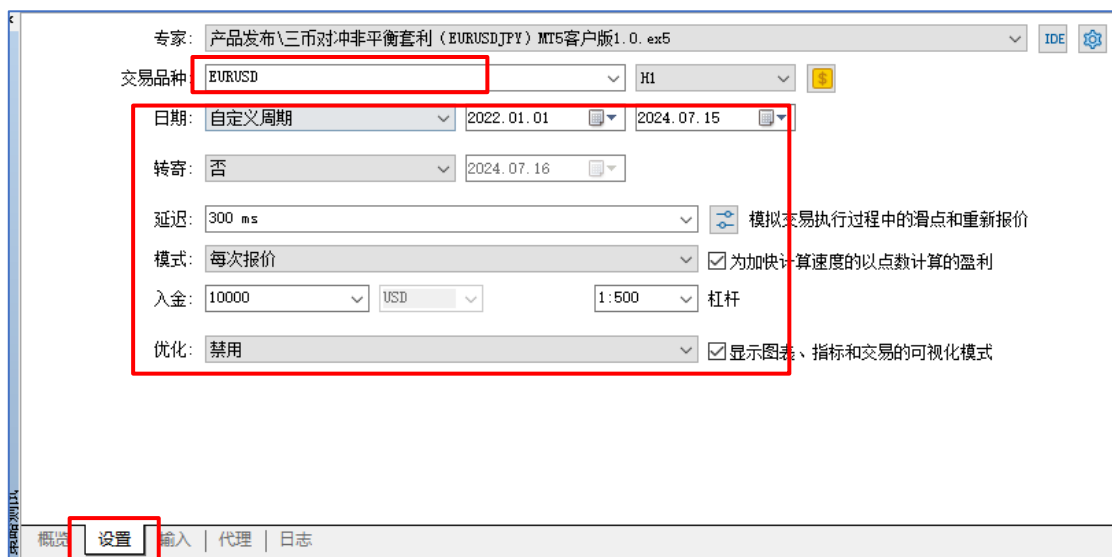 专家: 产品发布\三币对冲非平衡套利（EURUSDJPY）MT5客户版1.0.ex5 IDE
交易品种: EURUSD H1 $
日期: 自定义周期 2022.01.01 2024.07.15
转寄: 否 2024.07.16
延迟: 300 ms 模拟交易执行过程中的滑点和重新报价
模式: 每次报价 为加快计算速度的以点数计算的盈利
入金: 10000 USD 1:500 杠杆
优化: 禁用 显示图表、指标和交易的可视化模式
概览 设置 输入 代理 日志